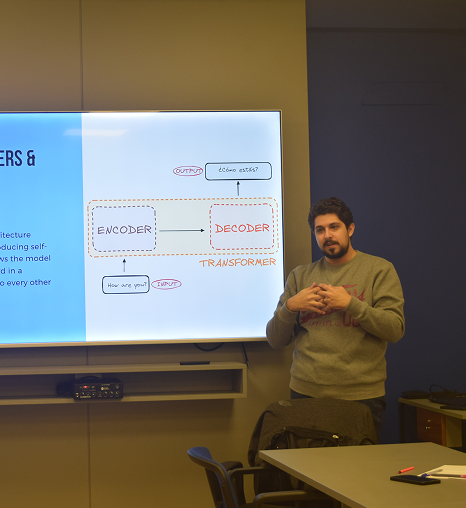 ERS &
itecture
oducing self-
ws the model
d in a
o every other
OUTPUT
¿Cómo estás?
ENCODER
DECODER
TRANSFORMER
How are you?
INPUT